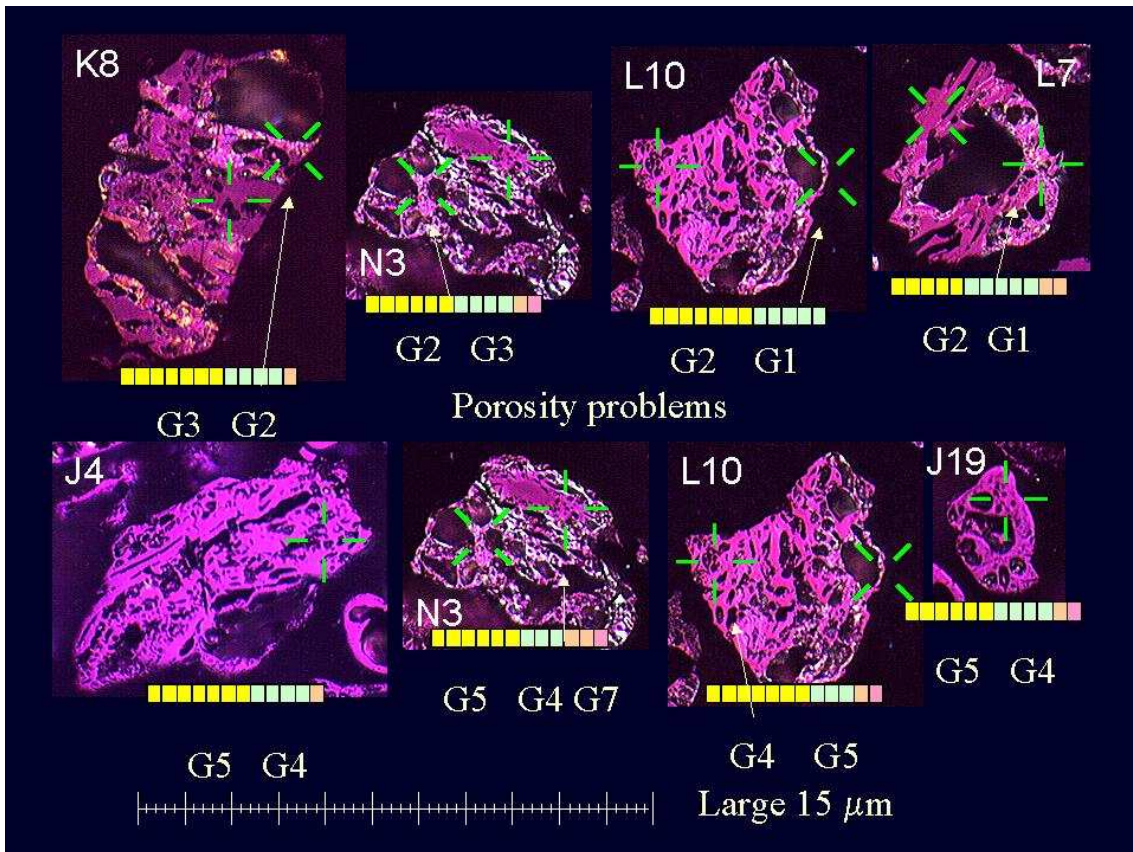 K8
N3
L10
L7
G3 G2
G2 G3
G2 G1
G2 G1
Porosity problems
J4
N3
L10
J19
G5 G4
G5 G4 G7
G4 G5
G5 G4
Large 15 μm